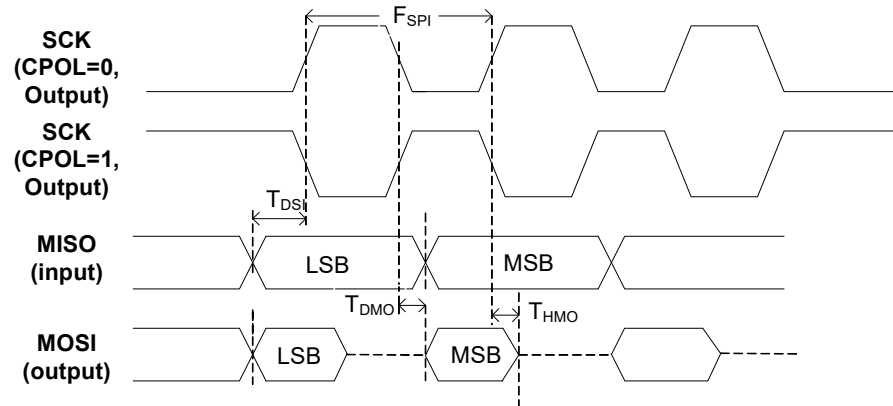 F_SPI
SCK
(CPOL=0,
Output)
SCK
(CPOL=1,
Output)
T_DSI
MISO
(input)
LSB
MSB
T_DMO
T_HMO
MOSI
(output)
LSB
MSB